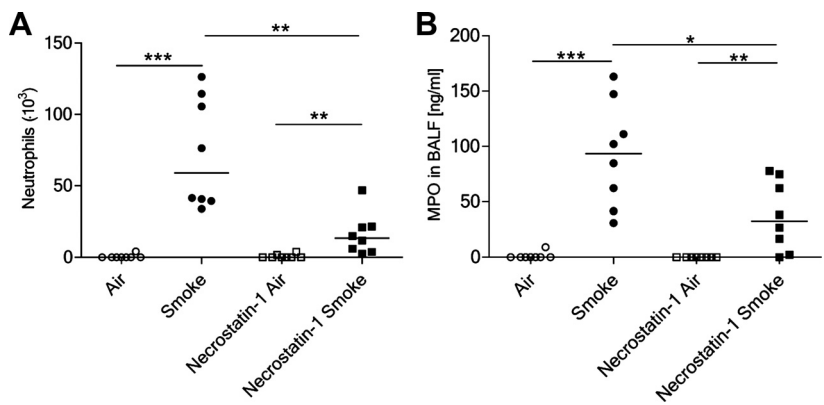 A
Neutrophils (10³)
150
100
50
0
***
**
**
Air
Smoke
Necrostatin-1 Air
Necrostatin-1 Smoke
B
MPO in BALF [ng/ml]
200
150
100
50
0
***
*
**
Air
Smoke
Necrostatin-1 Air
Necrostatin-1 Smoke